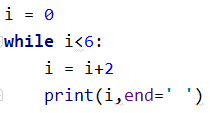 i = 0
while i<6:
    i = i+2
    print(i,end=' ')